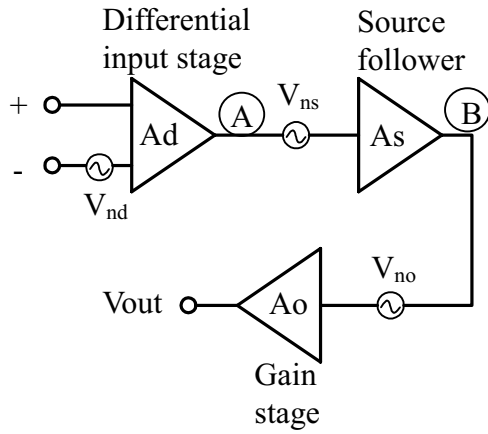 Differential
input stage
Source
follower
+
-
Ad
A
Vns
As
B
Vnd
Vno
Vout
Ao
Gain
stage